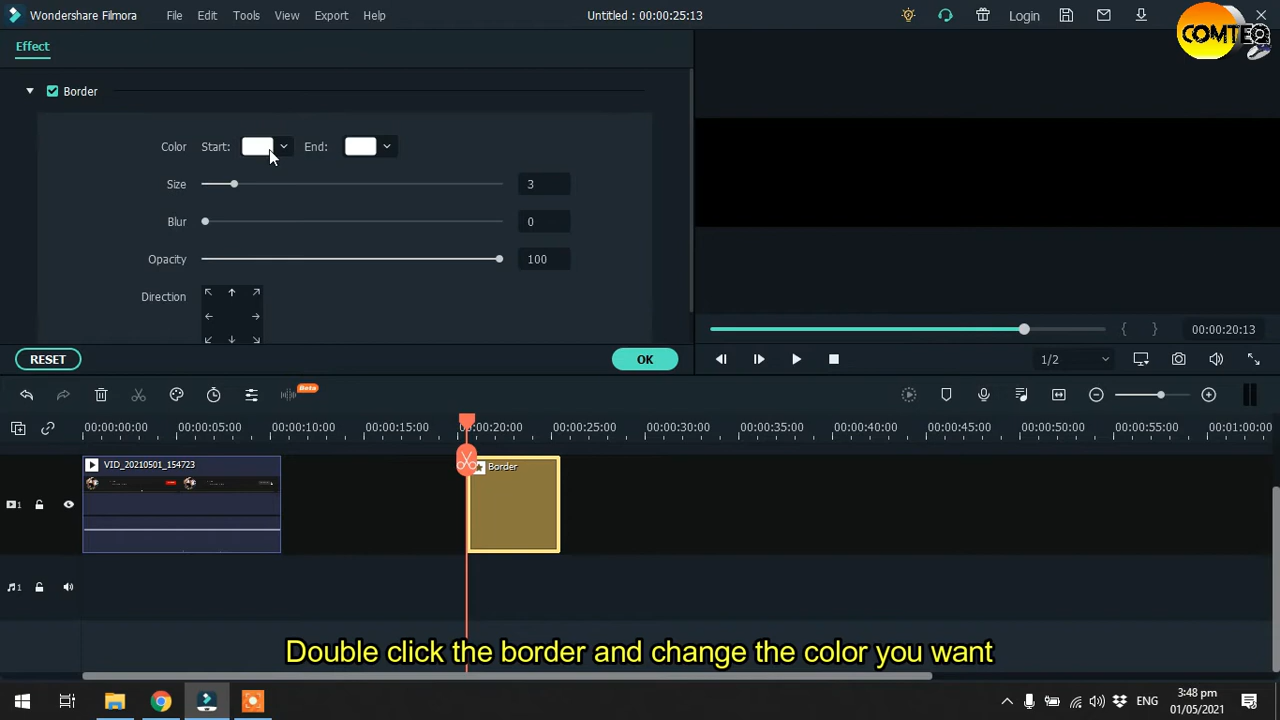 Wondershare Filmora File Edit Tools View Export Help Untitled : 00:00:25:13 Login
COMTEQ
Effect
Border
Color Start: End:
Size 3
Blur 0
Opacity 100
Direction
00:00:20:13
RESET OK 1/2
Beta
00:00:00:00 00:00:05:00 00:00:10:00 00:00:15:00 00:00:20:00 00:00:25:00 00:00:30:00 00:00:35:00 00:00:40:00 00:00:45:00 00:00:50:00 00:00:55:00 00:01:00:00
VID_20210501_154723 Border
1
1
Double click the border and change the color you want
ENG 3:48 pm
01/05/2021